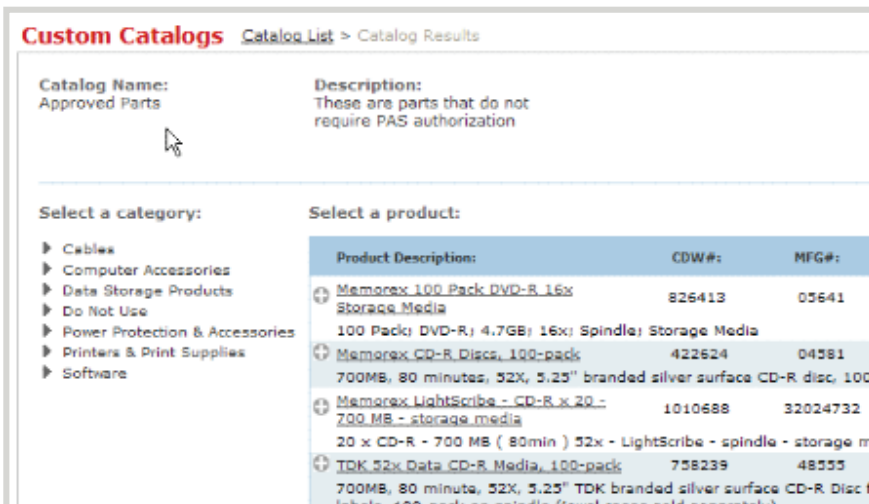 Custom Catalogs Catalog List > Catalog Results
Catalog Name:
Approved Parts
Description:
These are parts that do not
require PAS authorization
Select a category:
Cables
Computer Accessories
Data Storage Products
Do Not Use
Power Protection & Accessories
Printers & Print Supplies
Software
Select a product:
Product Description: CDW#: MFG#:
Memorex 100 Pack DVD-R 16x
Storage Media 826413 05641
100 Pack; DVD-R; 4.7GB; 16x; Spindle; Storage Media
Memorex CD-R Discs, 100-pack 422624 04581
700MB, 80 minutes, 52X, 5.25" branded silver surface CD-R disc, 100
Memorex LightScribe - CD-R x 20 -
700 MB - storage media 1010688 32024732
20 x CD-R - 700 MB ( 80min ) 52x - LightScribe - spindle - storage
TDK 52x Data CD-R Media, 100-pack 758239 48555
700MB, 80 minute, 52X, 5.25" TDK branded silver surface CD-R Disc